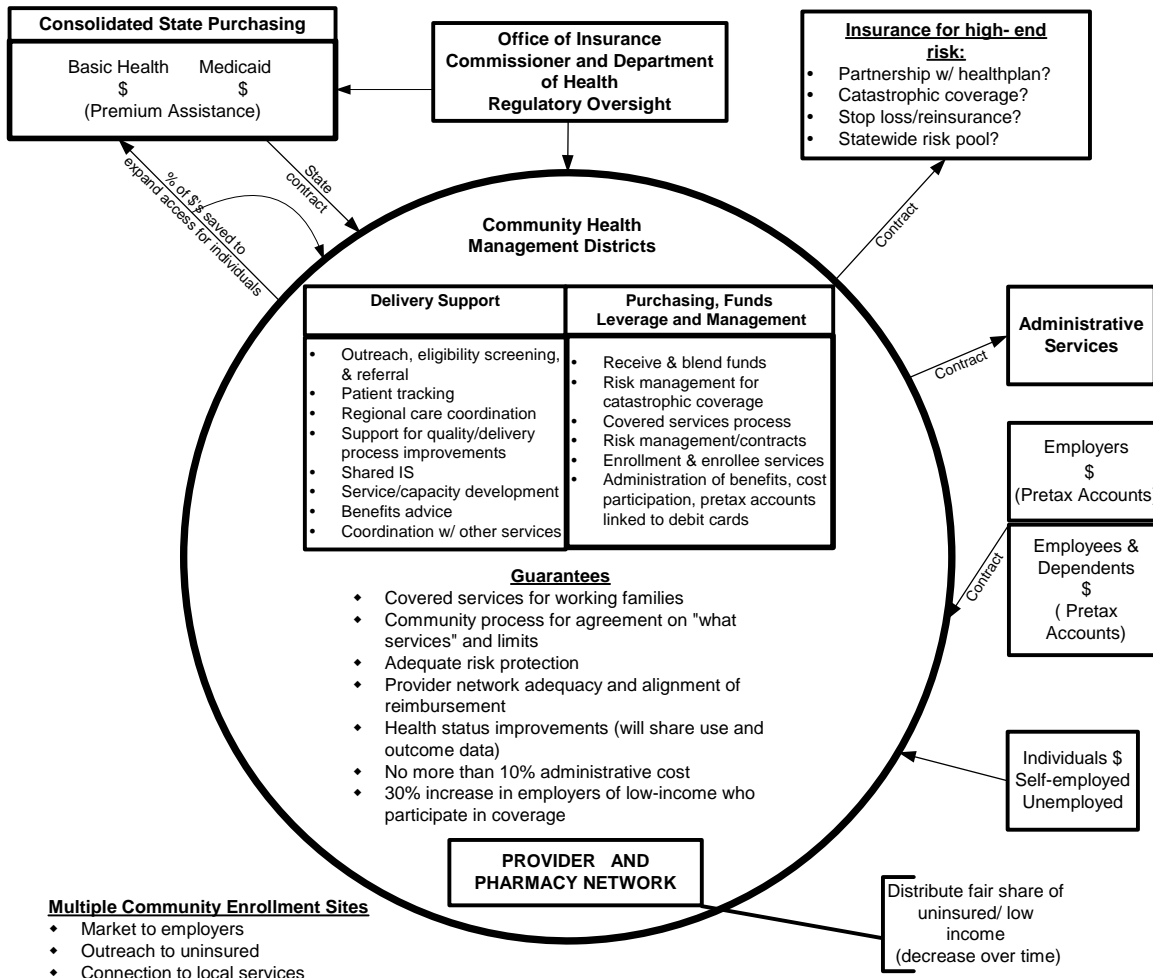 Consolidated State Purchasing
Basic Health Medicaid
$ $
(Premium Assistance)
Office of Insurance
Commissioner and Department
of Health
Regulatory Oversight
Insurance for high- end
risk:
• Partnership w/ healthplan?
• Catastrophic coverage?
• Stop loss/reinsurance?
• Statewide risk pool?
State
contract
% of $'s saved to
expand access for individuals
Contract
Community Health
Management Districts
Delivery Support
• Outreach, eligibility screening,
& referral
• Patient tracking
• Regional care coordination
• Support for quality/delivery
process improvements
• Shared IS
• Service/capacity development
• Benefits advice
• Coordination w/ other services
Purchasing, Funds
Leverage and Management
• Receive & blend funds
• Risk management for
catastrophic coverage
• Covered services process
• Risk management/contracts
• Enrollment & enrollee services
• Administration of benefits, cost
participation, pretax accounts
linked to debit cards
Contract
Administrative
Services
Employers
$
(Pretax Accounts)
Contract
Employees &
Dependents
$
( Pretax
Accounts)
Guarantees
◆ Covered services for working families
◆ Community process for agreement on "what
services" and limits
◆ Adequate risk protection
◆ Provider network adequacy and alignment of
reimbursement
◆ Health status improvements (will share use and
outcome data)
◆ No more than 10% administrative cost
◆ 30% increase in employers of low-income who
participate in coverage
Individuals $
Self-employed
Unemployed
PROVIDER AND
PHARMACY NETWORK
Distribute fair share of
uninsured/ low
income
(decrease over time)
Multiple Community Enrollment Sites
◆ Market to employers
◆ Outreach to uninsured
◆ Connection to local services